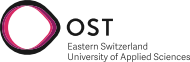 OST
Eastern Switzerland
University of Applied Sciences